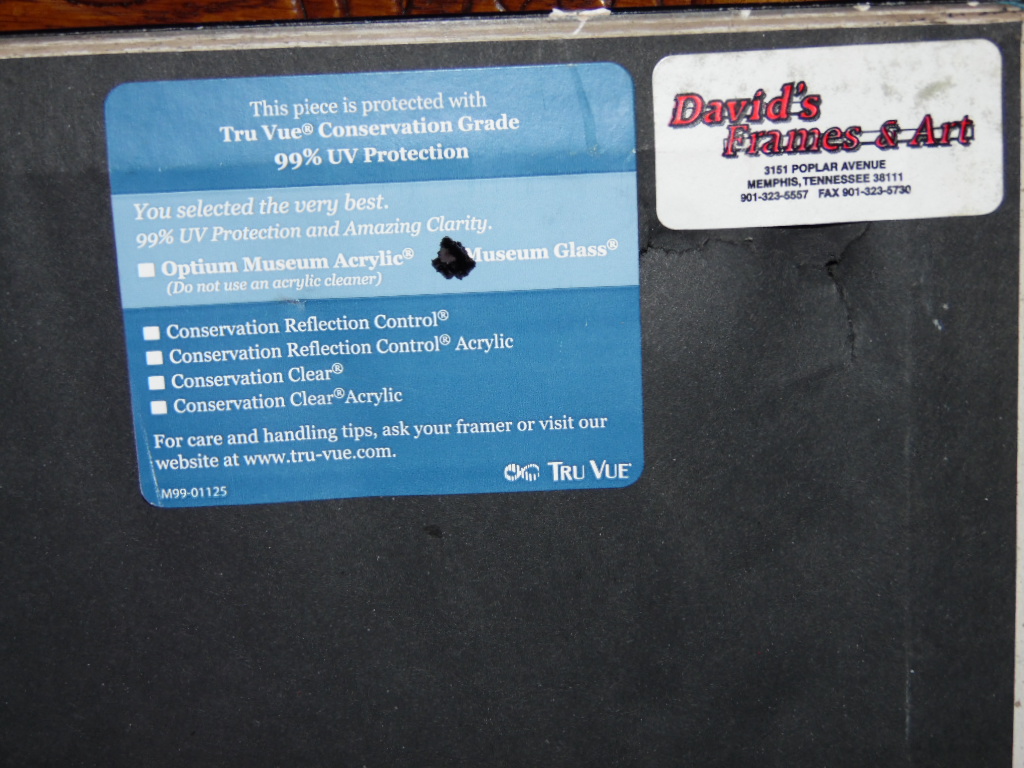 This piece is protected with
Tru Vue® Conservation Grade
99% UV Protection
You selected the very best.
99% UV Protection and Amazing Clarity.
Optium Museum Acrylic® Museum Glass®
(Do not use an acrylic cleaner)
Conservation Reflection Control®
Conservation Reflection Control® Acrylic
Conservation Clear®
Conservation Clear® Acrylic
For care and handling tips, ask your framer or visit our
website at www.tru-vue.com.
M99-01125
TRU VUE
David's
Frames & Art
3151 POPLAR AVENUE
MEMPHIS, TENNESSEE 38111
901-323-5557 FAX 901-323-5730